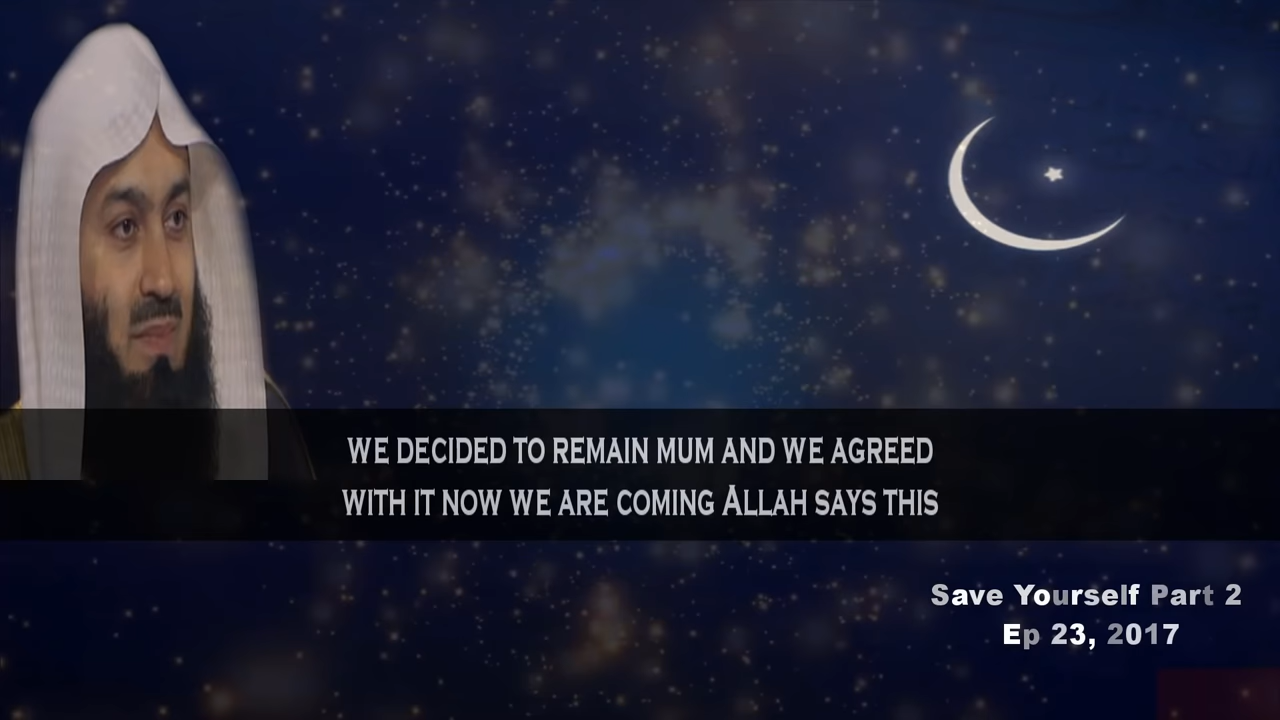 WE DECIDED TO REMAIN MUM AND WE AGREED
WITH IT NOW WE ARE COMING ALLAH SAYS THIS
Save Yourself Part 2
Ep 23, 2017